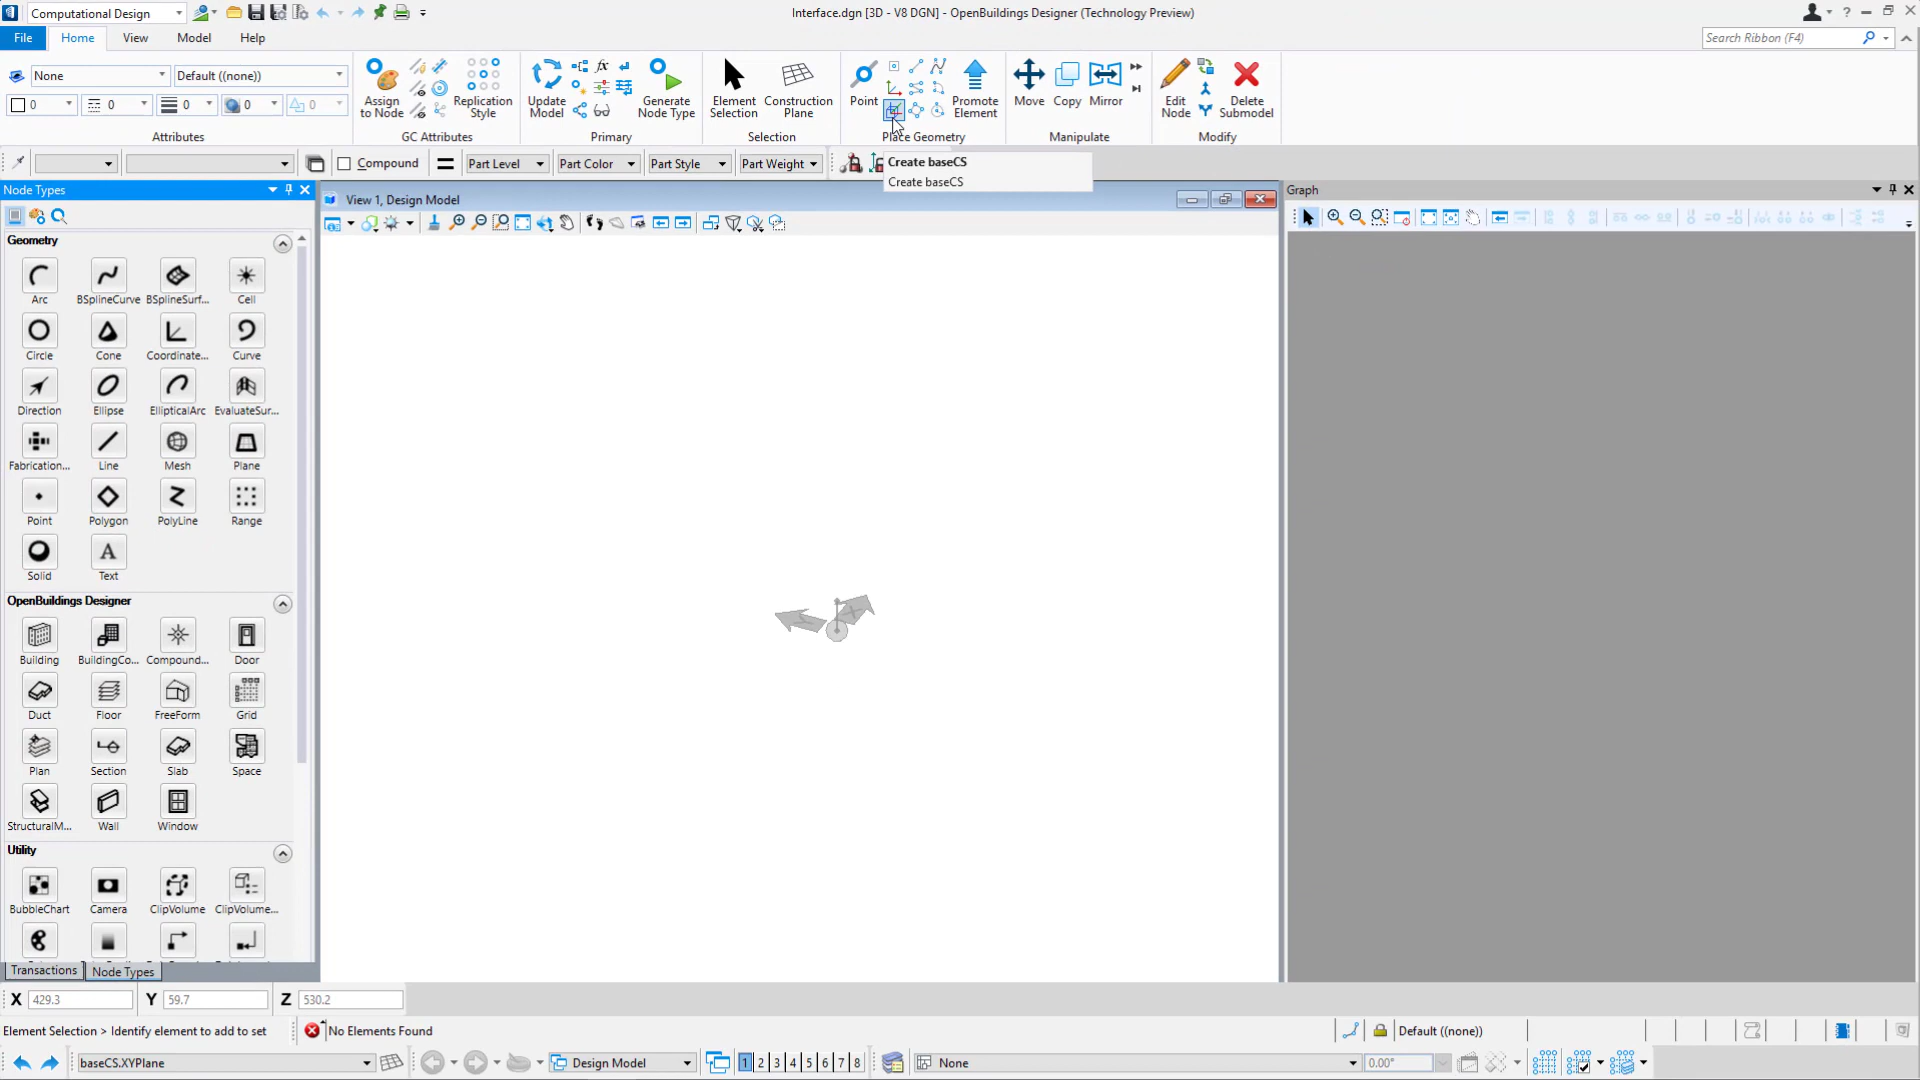 Computational Design
Interface.dgn [3D - V8 DGN] - OpenBuildings Designer (Technology Preview)
File
Home
View
Model
Help
Search Ribbon (F4)
None
Default ((none))
0
0
0
0
0
Attributes
Assign to Node
Replication Style
GC Attributes
Update Model
fx
Generate Node Type
Primary
Element Selection
Construction Plane
Selection
Point
Promote Element
Place Geometry
Move
Copy
Mirror
Manipulate
Edit Node
Delete Submodel
Modify
Compound
Part Level
Part Color
Part Style
Part Weight
Create baseCS
Create baseCS
Node Types
View 1, Design Model
Graph
Geometry
Arc
BSplineCurve
BSplineSurf...
Cell
Circle
Cone
Coordinate...
Curve
Direction
Ellipse
EllipticalArc
EvaluateSur...
Fabrication...
Line
Mesh
Plane
Point
Polygon
PolyLine
Range
Solid
Text
OpenBuildings Designer
Building
BuildingCo...
Compound...
Door
Duct
Floor
FreeForm
Grid
Plan
Section
Slab
Space
StructuralM...
Wall
Window
Utility
BubbleChart
Camera
ClipVolume
ClipVolume...
Transactions
Node Types
X 429.3
Y 59.7
Z 530.2
Element Selection > Identify element to add to set
No Elements Found
Default ((none))
baseCS.XYPlane
Design Model
1 2 3 4 5 6 7 8
None
0.00°